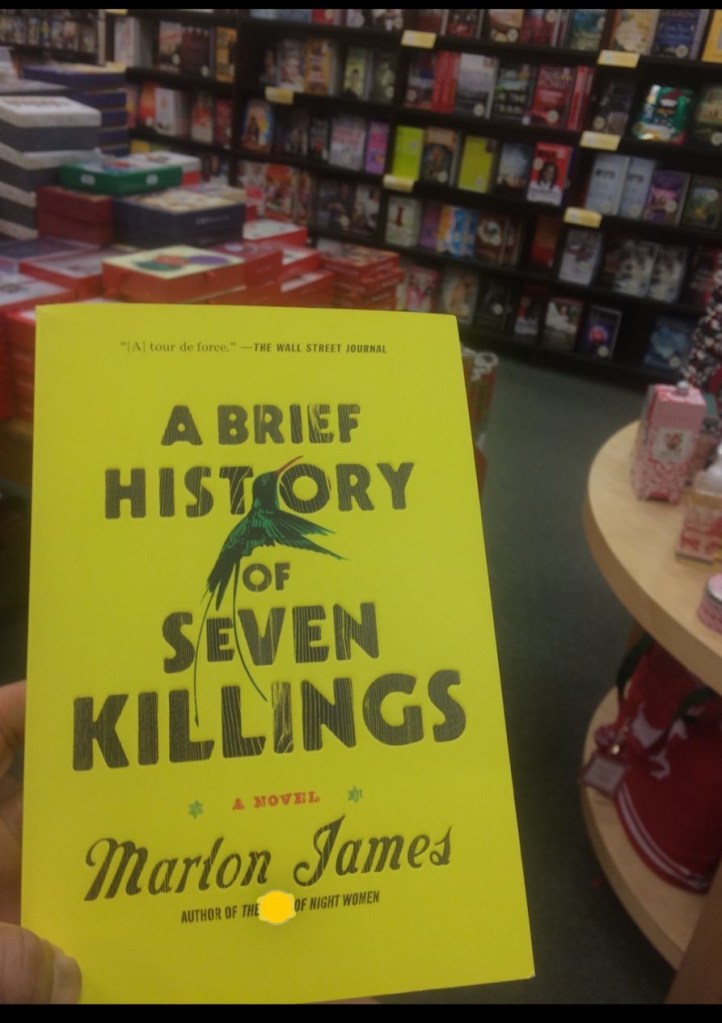 "[A] tour de force." —THE WALL STREET JOURNAL
A BRIEF
HISTORY
OF
SEVEN
KILLINGS
A NOVEL
Marlon James
AUTHOR OF THE OF NIGHT WOMEN